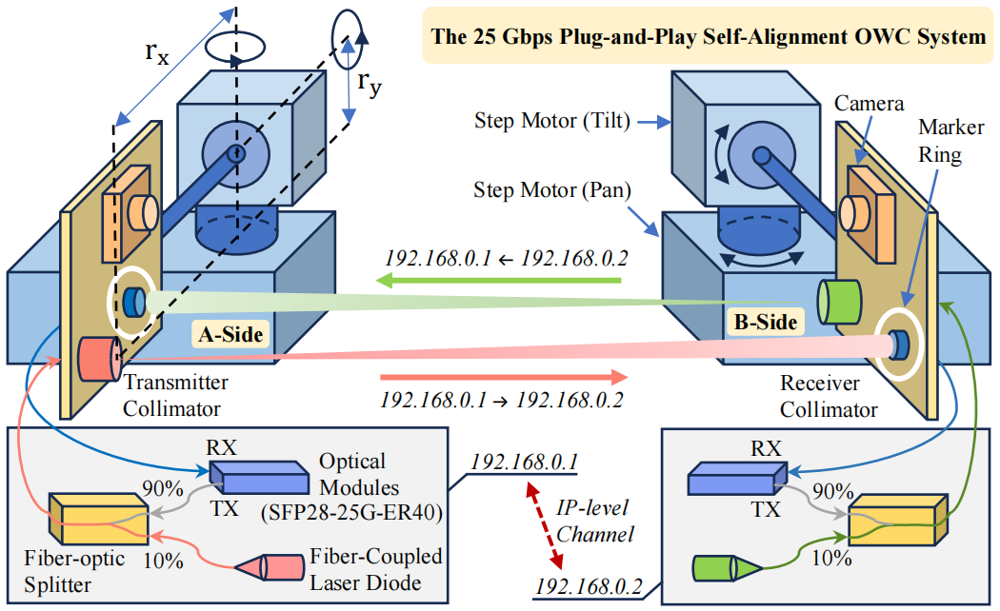 The 25 Gbps Plug-and-Play Self-Alignment OWC System
rx
ry
Step Motor (Tilt)
Camera
Marker
Ring
Step Motor (Pan)
192.168.0.1 ← 192.168.0.2
A-Side
B-Side
Transmitter
Collimator
192.168.0.1 → 192.168.0.2
Receiver
Collimator
RX
Optical
Modules
(SFP28-25G-ER40)
90%
TX
10%
Fiber-optic
Splitter
Fiber-Coupled
Laser Diode
192.168.0.1
IP-level
Channel
192.168.0.2
RX
90%
TX
10%